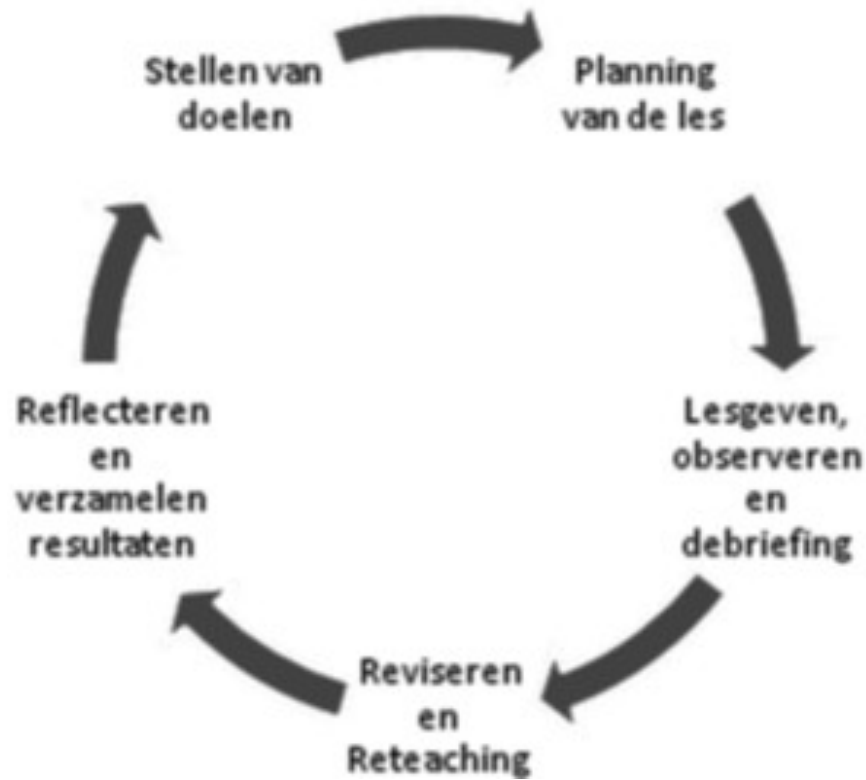 Stellen van
doelen
Planning
van de les
Lesgeven,
observeren
en
debriefing
Reviseren
en
Reteaching
Reflecteren
en
verzamelen
resultaten